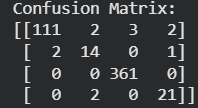 Confusion Matrix:
[[111   2   3   2]
 [  2  14   0   1]
 [  0   0 361   0]
 [  0   2   0  21]]